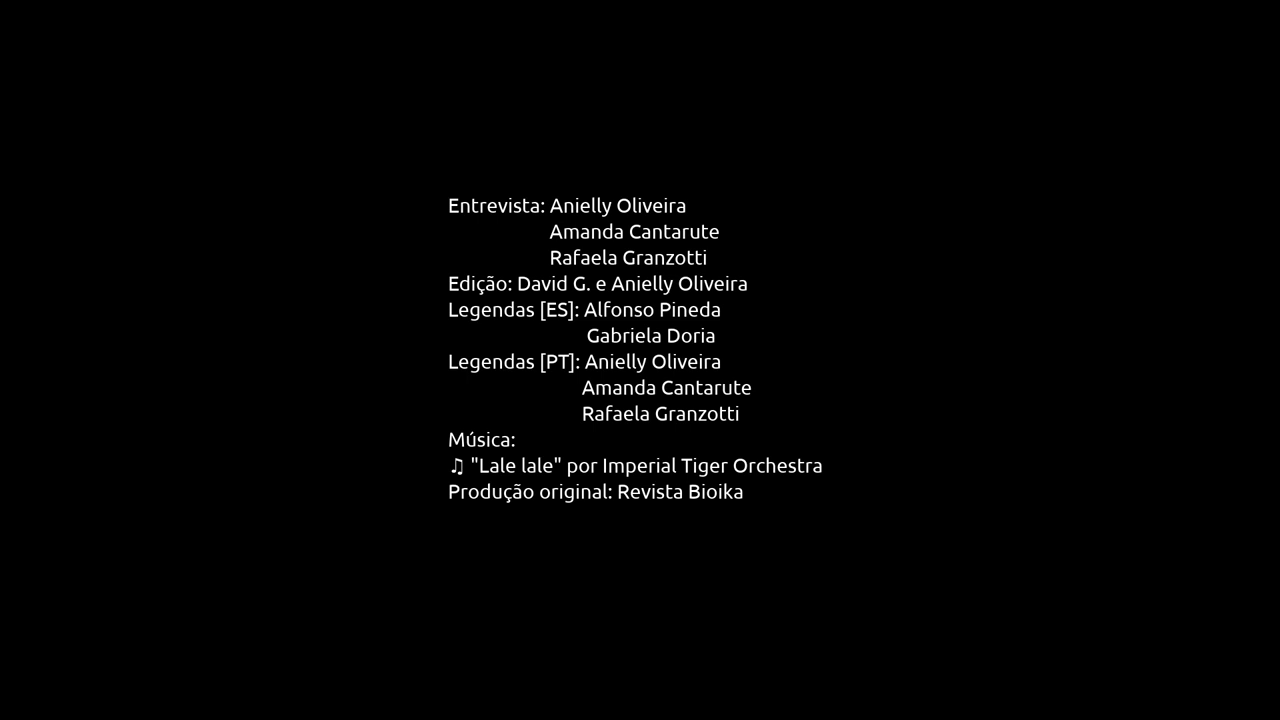 Entrevista: Anielly Oliveira
Amanda Cantarute
Rafaela Granzotti
Edição: David G. e Anielly Oliveira
Legendas [ES]: Alfonso Pineda
Gabriela Doria
Legendas [PT]: Anielly Oliveira
Amanda Cantarute
Rafaela Granzotti
Música:
♫ "Lale lale" por Imperial Tiger Orchestra
Produção original: Revista Bioika